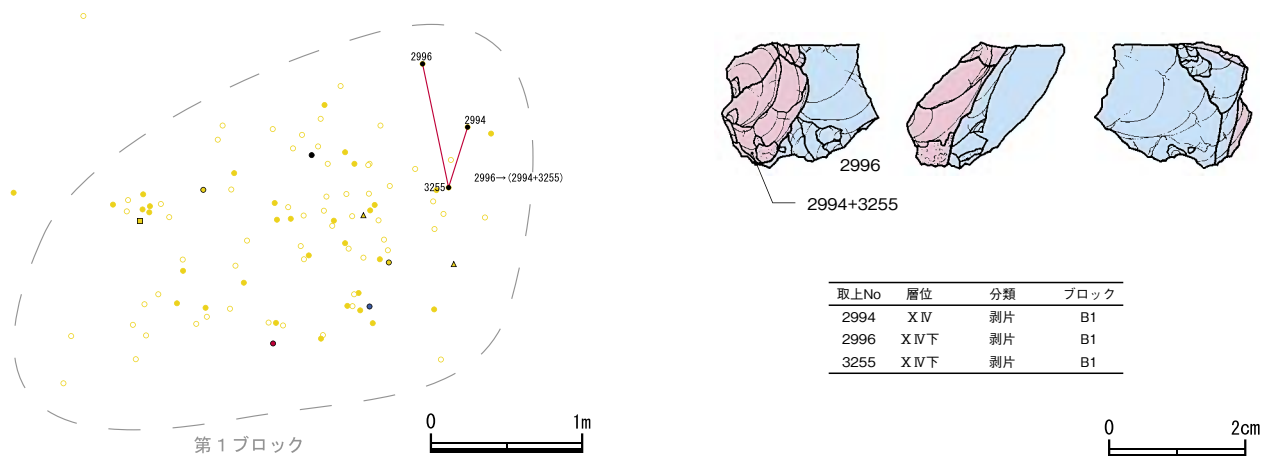 2996
2994
3255
2996→(2994+3255)
第1ブロック
0 1m
2996
2994+3255
取上No 層位 分類 ブロック
2994 XⅣ 剥片 B1
2996 XⅣ下 剥片 B1
3255 XⅣ下 剥片 B1
0 2cm